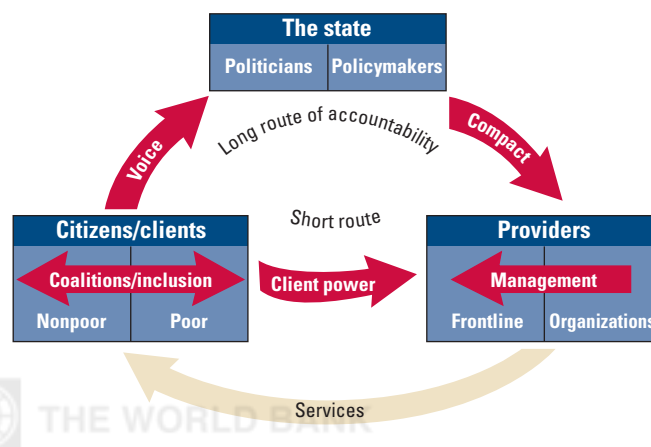 The state
Politicians Policymakers
Long route of accountability
Voice
Compact
Short route
Citizens/clients
Providers
Coalitions/inclusion
Client power
Management
Nonpoor Poor
Frontline Organizations
Services
THE WORLD BANK